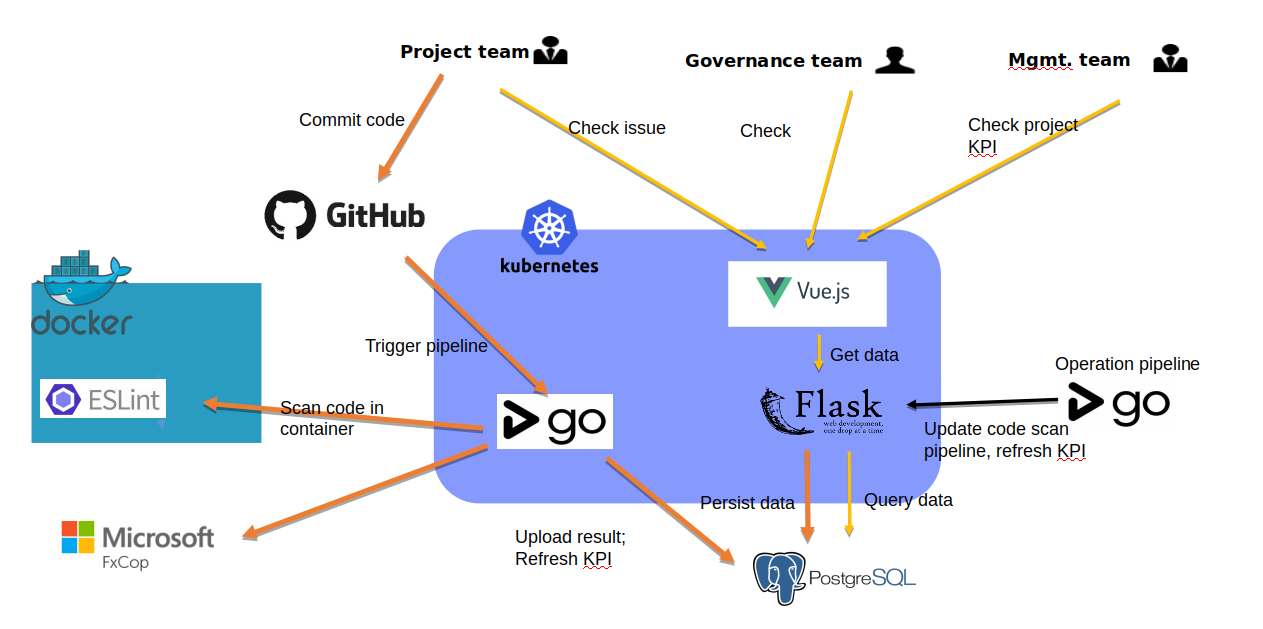 Project team
Governance team
Mgmt. team
Commit code
Check issue
Check
Check project
KPI
GitHub
kubernetes
docker
Vue.js
Trigger pipeline
Get data
Operation pipeline
ESLint
Scan code in
container
go
Flask
web development,
one drop at a time
go
Update code scan
pipeline, refresh KPI
Persist data
Query data
Microsoft
FxCop
Upload result;
Refresh KPI
PostgreSQL